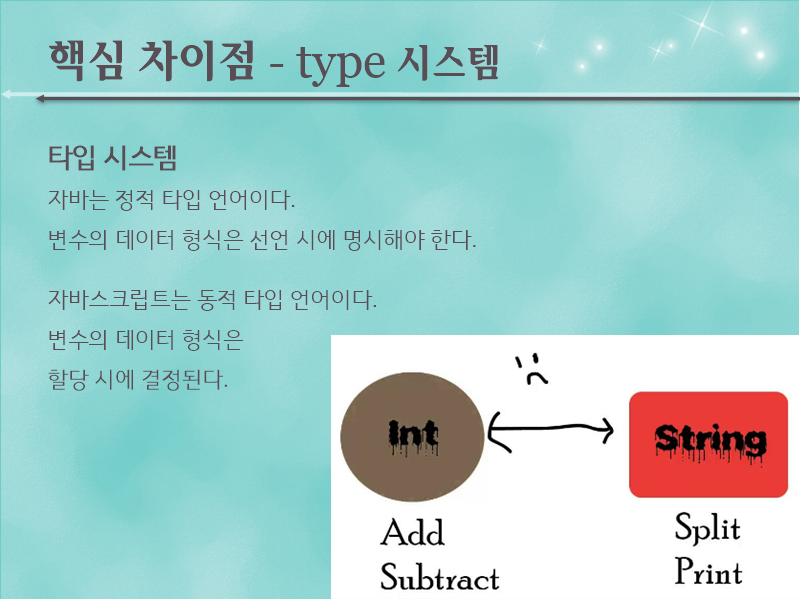 핵심 차이점 - type 시스템
타입 시스템
자바는 정적 타입 언어이다.
변수의 데이터 형식은 선언 시에 명시해야 한다.
자바스크립트는 동적 타입 언어이다.
변수의 데이터 형식은
할당 시에 결정된다.
Int
String
Add
Subtract
Split
Print